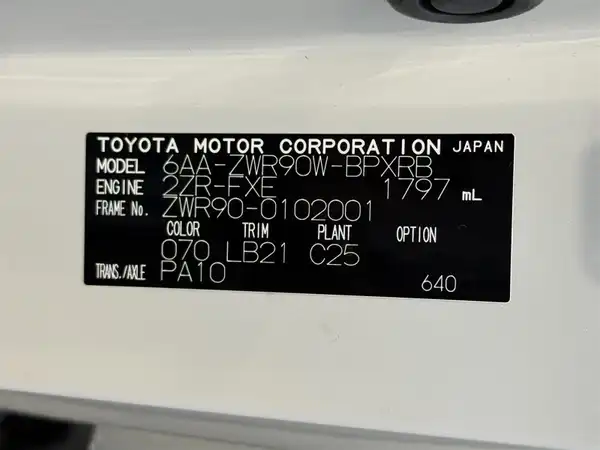 TOYOTA MOTOR CORPORATION JAPAN
MODEL 6AA-ZWR90W-BPXRB
ENGINE 2ZR-FXE 1797 mL
FRAME No. ZWR90-0102001
COLOR TRIM PLANT OPTION
070 LB21 C25
TRANS./AXLE PA10
640